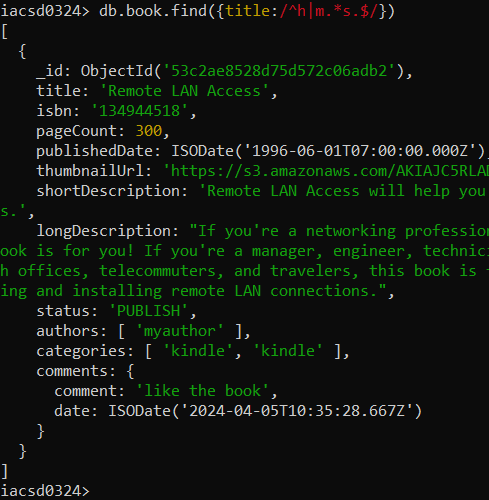 iacsd0324> db.book.find({title:/^h|m.*s.$/})
[
  {
    _id: ObjectId('53c2ae8528d75d572c06adb2'),
    title: 'Remote LAN Access',
    isbn: '134944518',
    pageCount: 300,
    publishedDate: ISODate('1996-06-01T07:00:00.000Z'),
    thumbnailUrl: 'https://s3.amazonaws.com/AKIAJC5RLAD
    shortDescription: 'Remote LAN Access will help you
s.',
    longDescription: "If you're a networking profession
ook is for you! If you're a manager, engineer, technici
h offices, telecommuters, and travelers, this book is
ing and installing remote LAN connections.",
    status: 'PUBLISH',
    authors: [ 'myauthor' ],
    categories: [ 'kindle', 'kindle' ],
    comments: {
      comment: 'like the book',
      date: ISODate('2024-04-05T10:35:28.667Z')
    }
  }
]
iacsd0324>